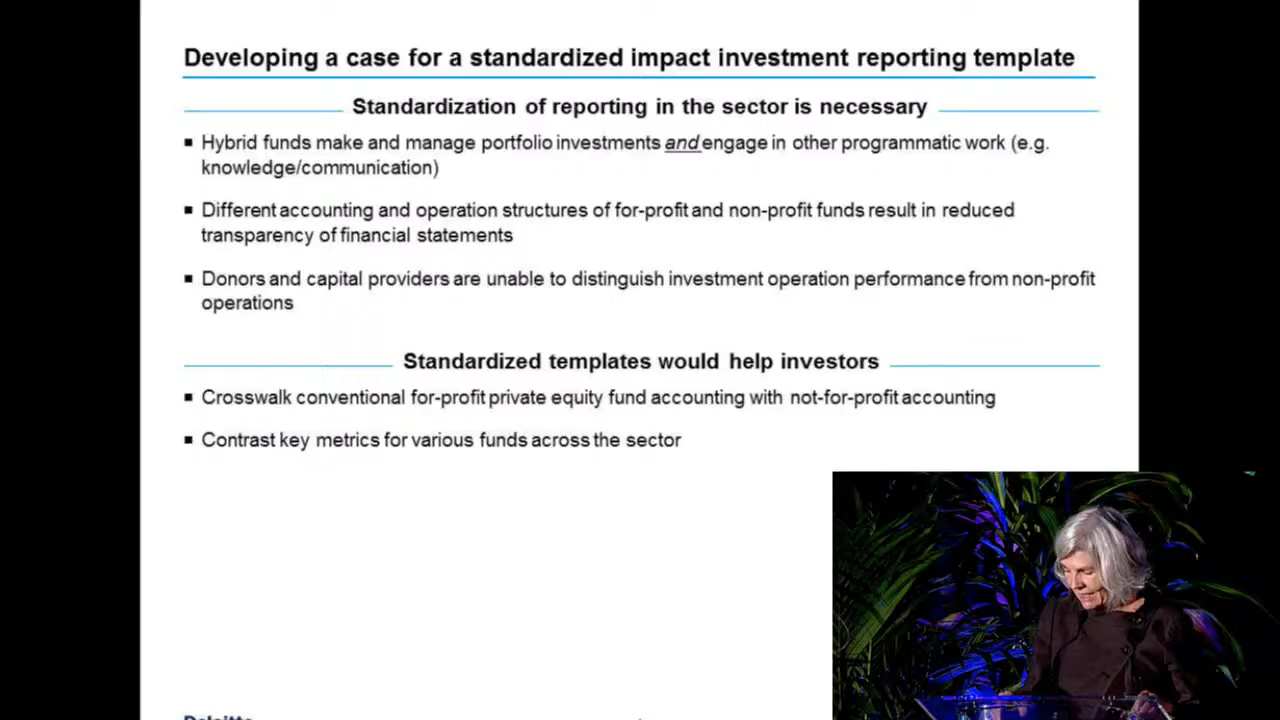 Developing a case for a standardized impact investment reporting template
Standardization of reporting in the sector is necessary
▪ Hybrid funds make and manage portfolio investments and engage in other programmatic work (e.g.
knowledge/communication)
▪ Different accounting and operation structures of for-profit and non-profit funds result in reduced
transparency of financial statements
▪ Donors and capital providers are unable to distinguish investment operation performance from non-profit
operations
Standardized templates would help investors
▪ Crosswalk conventional for-profit private equity fund accounting with not-for-profit accounting
▪ Contrast key metrics for various funds across the sector
Deloitte